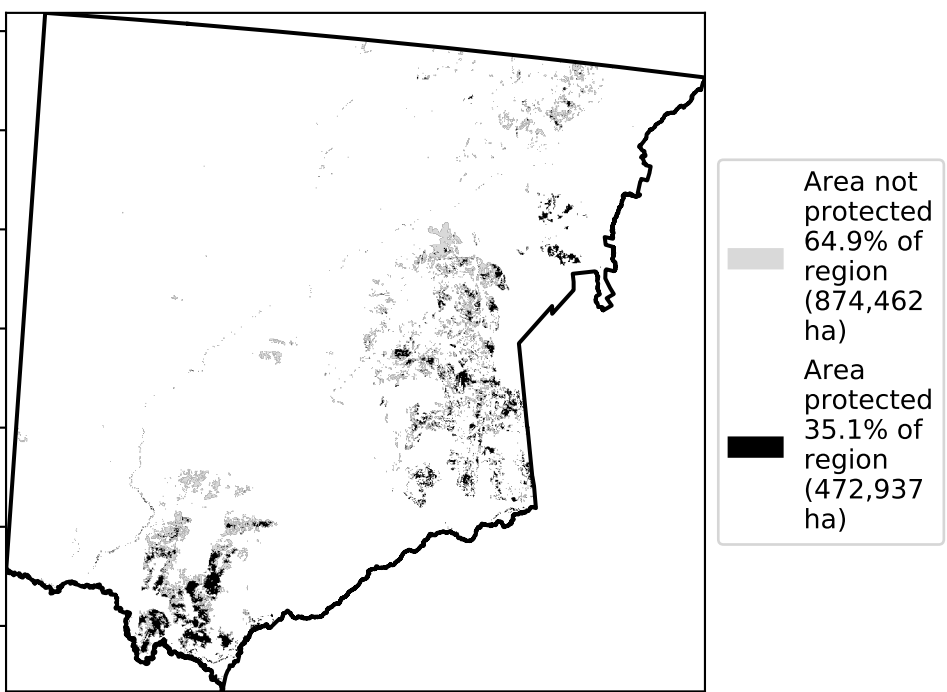 Area not
protected
64.9% of
region
(874,462
ha)
Area
protected
35.1% of
region
(472,937
ha)